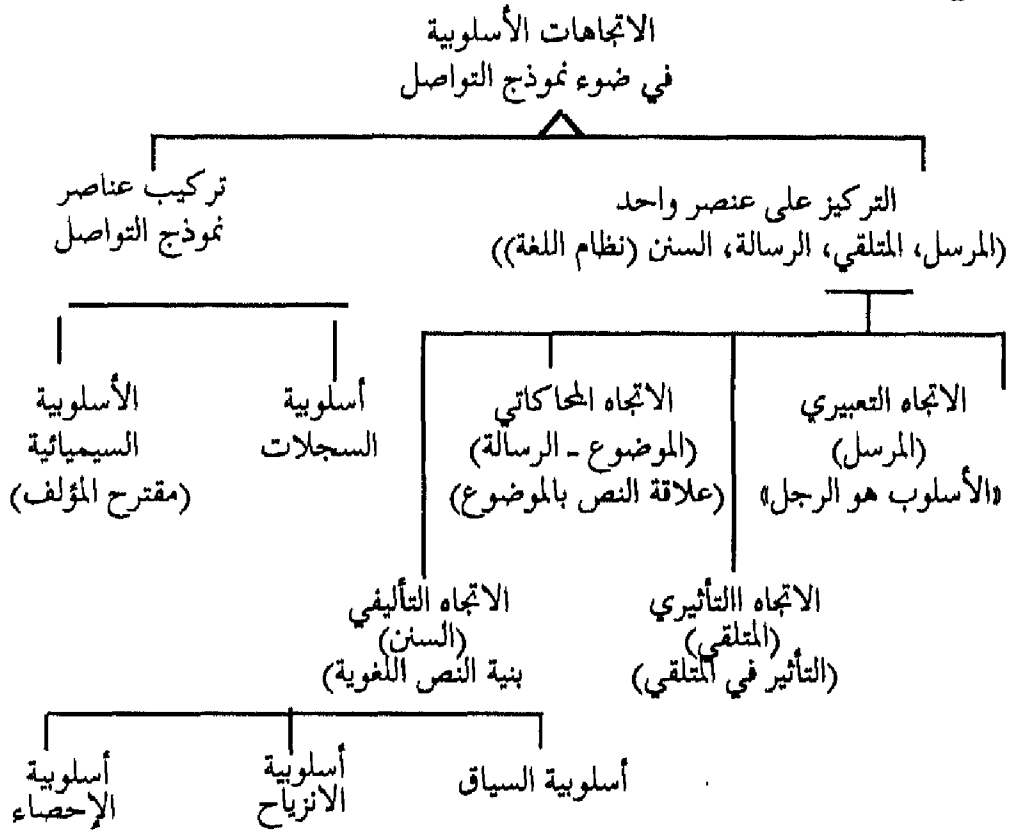 الاتجاهات الأسلوبية
في ضوء نموذج التواصل
التركيز على عنصر واحد
(المرسل، المتلقي، الرسالة، السنن (نظام اللغة))
تركيب عناصر
نموذج التواصل
الاتجاه التعبيري
(المرسل)
«الأسلوب هو الرجل»
الاتجاه المحاكاتي
(الموضوع - الرسالة)
(علاقة النص بالموضوع)
أسلوبية
السجلات
الأسلوبية
السيميائية
(مقترح المؤلف)
الاتجاه االتأثيري
(المتلقي)
(التأثير في المتلقي)
الاتجاه التأليفي
(السنن)
بنية النص اللغوية)
أسلوبية السياق
أسلوبية
الانزياح
أسلوبية
الإحصاء